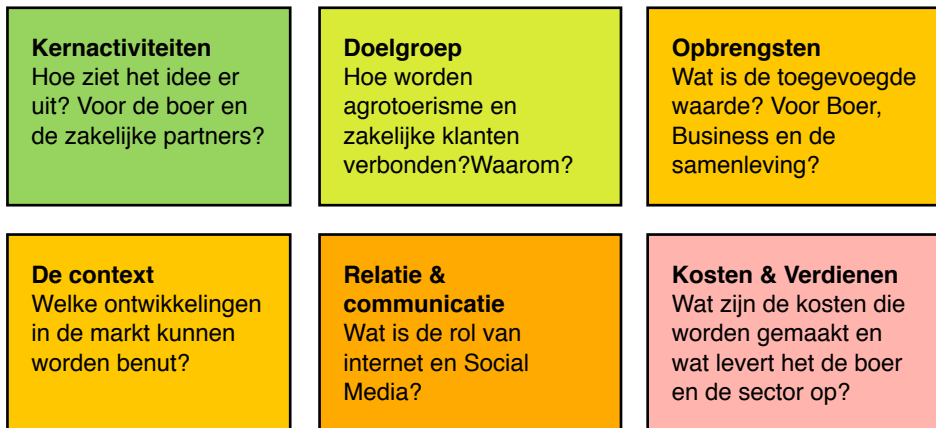 Kernactiviteiten
Hoe ziet het idee er
uit? Voor de boer en
de zakelijke partners?
Doelgroep
Hoe worden
agrotoerisme en
zakelijke klanten
verbonden?Waarom?
Opbrengsten
Wat is de toegevoegde
waarde? Voor Boer,
Business en de
samenleving?
De context
Welke ontwikkelingen
in de markt kunnen
worden benut?
Relatie &
communicatie
Wat is de rol van
internet en Social
Media?
Kosten & Verdienen
Wat zijn de kosten die
worden gemaakt en
wat levert het de boer
en de sector op?